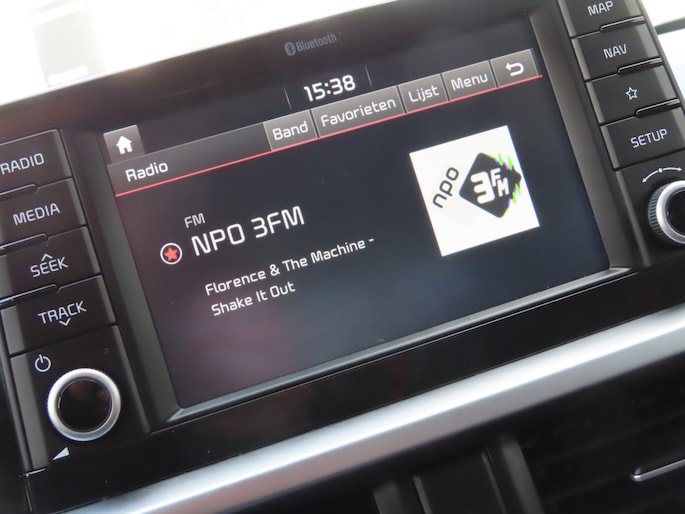 Bluetooth
15:38
Band
Favorieten
Lijst
Menu
Radio
FM
NPO 3FM
Florence & The Machine -
Shake It Out
npo
3FM
RADIO
MEDIA
SEEK
TRACK
MAP
NAV
SETUP